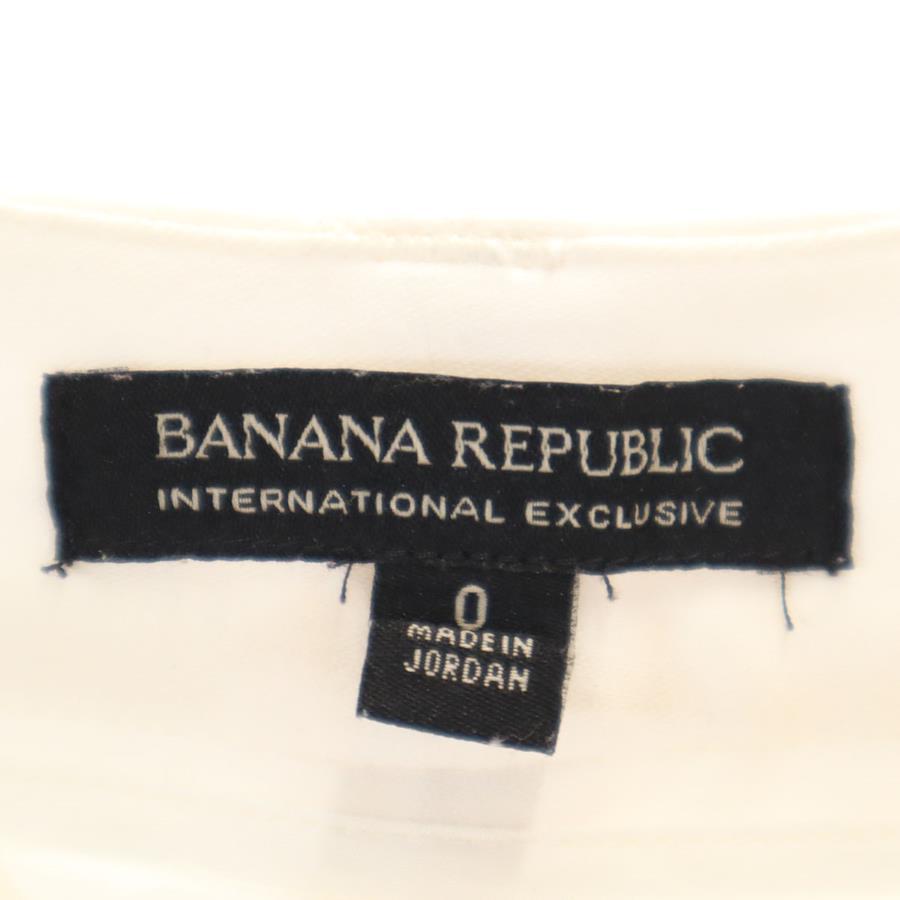 BANANA REPUBLIC
INTERNATIONAL EXCLUSIVE
0
MADE IN
JORDAN